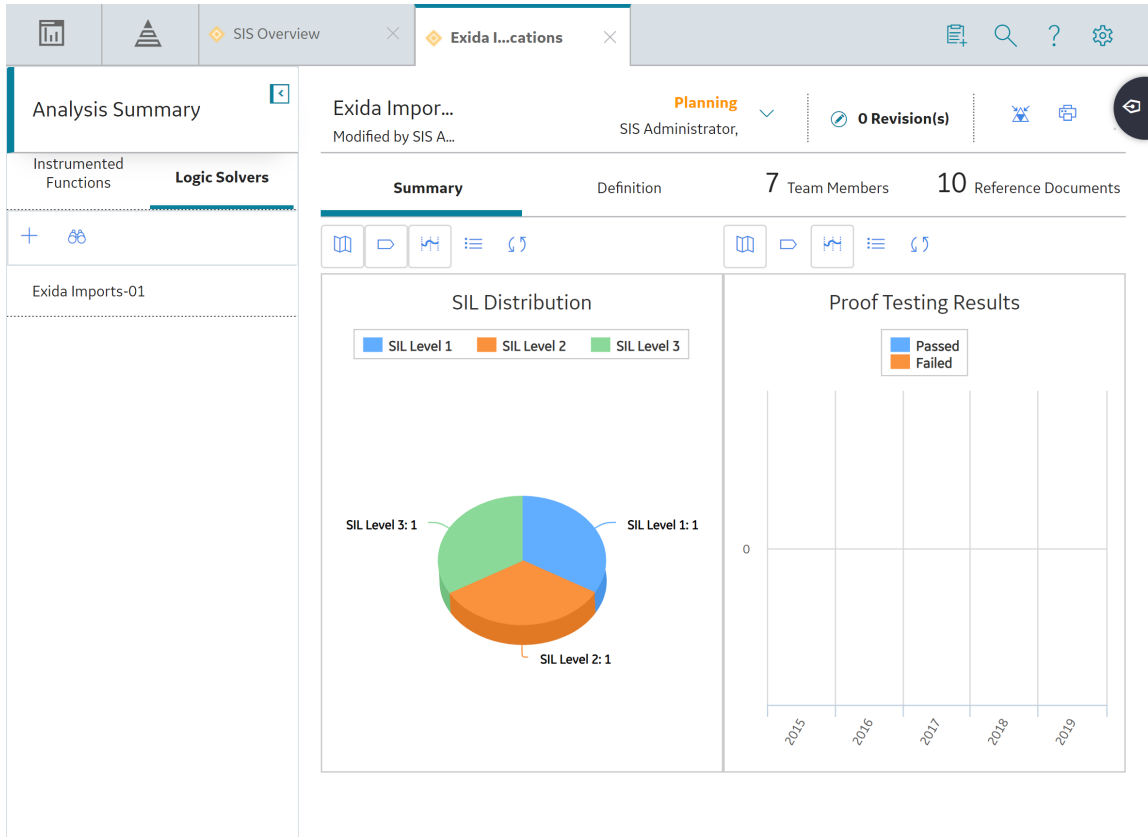 SIS Overview
Exida I...cations
Analysis Summary
Instrumented
Functions
Logic Solvers
Exida Imports-01
Exida Impor...
Modified by SIS A...
Planning
SIS Administrator,
0 Revision(s)
Summary
Definition
7 Team Members
10 Reference Documents
SIL Distribution
SIL Level 1 SIL Level 2 SIL Level 3
SIL Level 3: 1
SIL Level 1: 1
SIL Level 2: 1
Proof Testing Results
Passed
Failed
0
2015 2016 2017 2018 2019